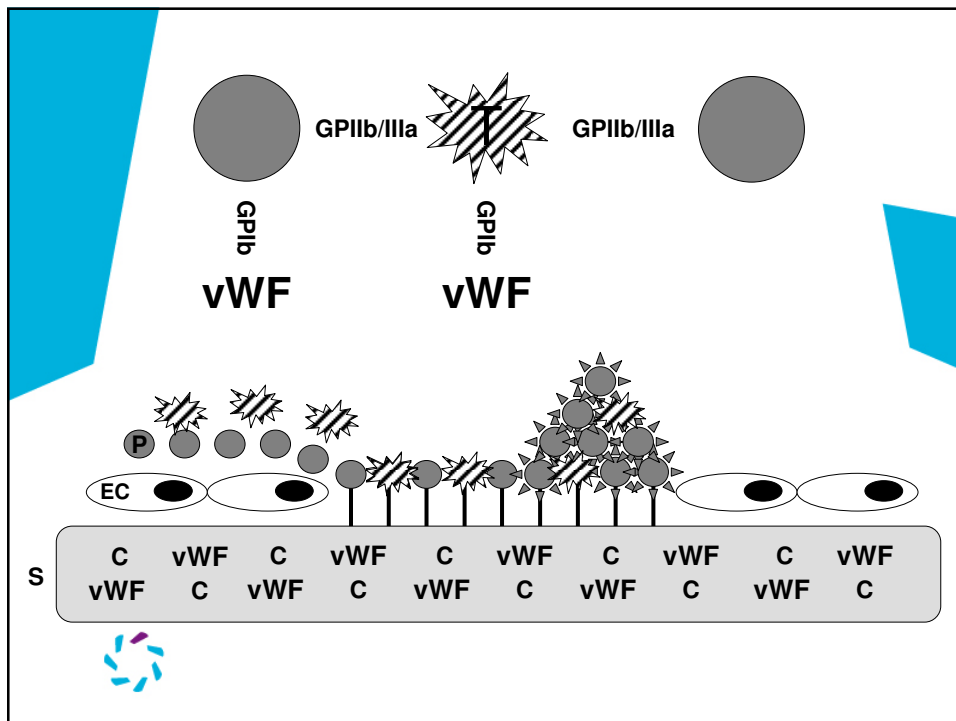 GPIIb/IIIa T GPIIb/IIIa
GPIb GPIb
vWF vWF
P
EC
C vWF C vWF C vWF C vWF C vWF
S
vWF C vWF C vWF C vWF C vWF C